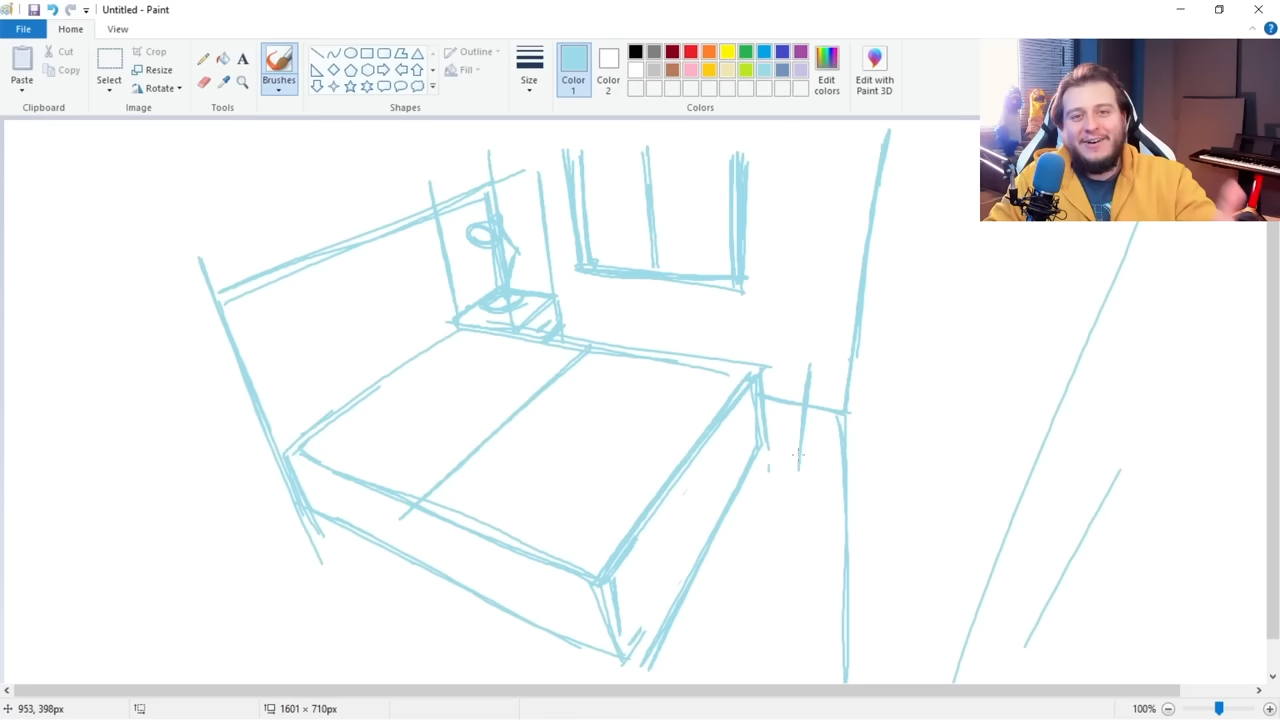 Untitled - Paint
File
Home
View
Paste
Cut
Copy
Clipboard
Select
Crop
Resize
Rotate
Image
A
Tools
Brushes
Outline
Fill
Shapes
Size
Color
1
Color
2
Edit
colors
Colors
Edit with
Paint 3D
953, 398px
1601 × 710px
100%